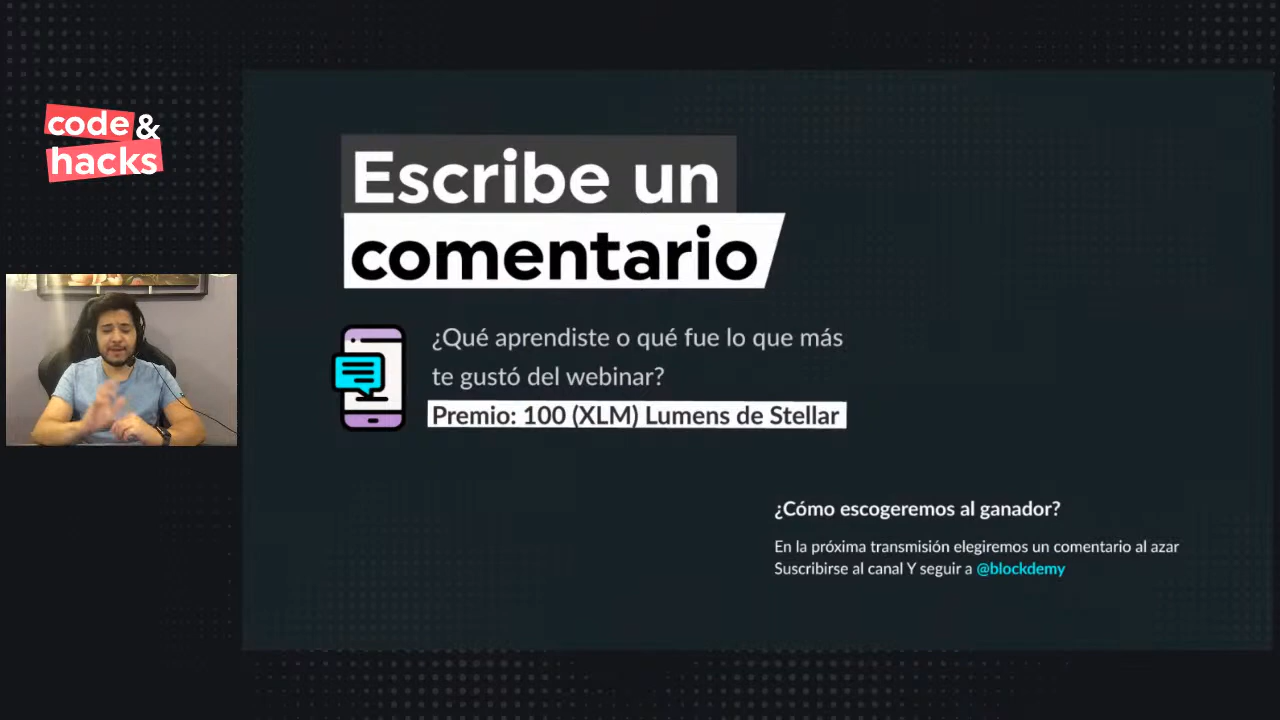 code &
hacks
Escribe un
comentario
¿Qué aprendiste o qué fue lo que más
te gustó del webinar?
Premio: 100 (XLM) Lumens de Stellar
¿Cómo escogeremos al ganador?
En la próxima transmisión elegiremos un comentario al azar
Suscribirse al canal Y seguir a @blockdemy